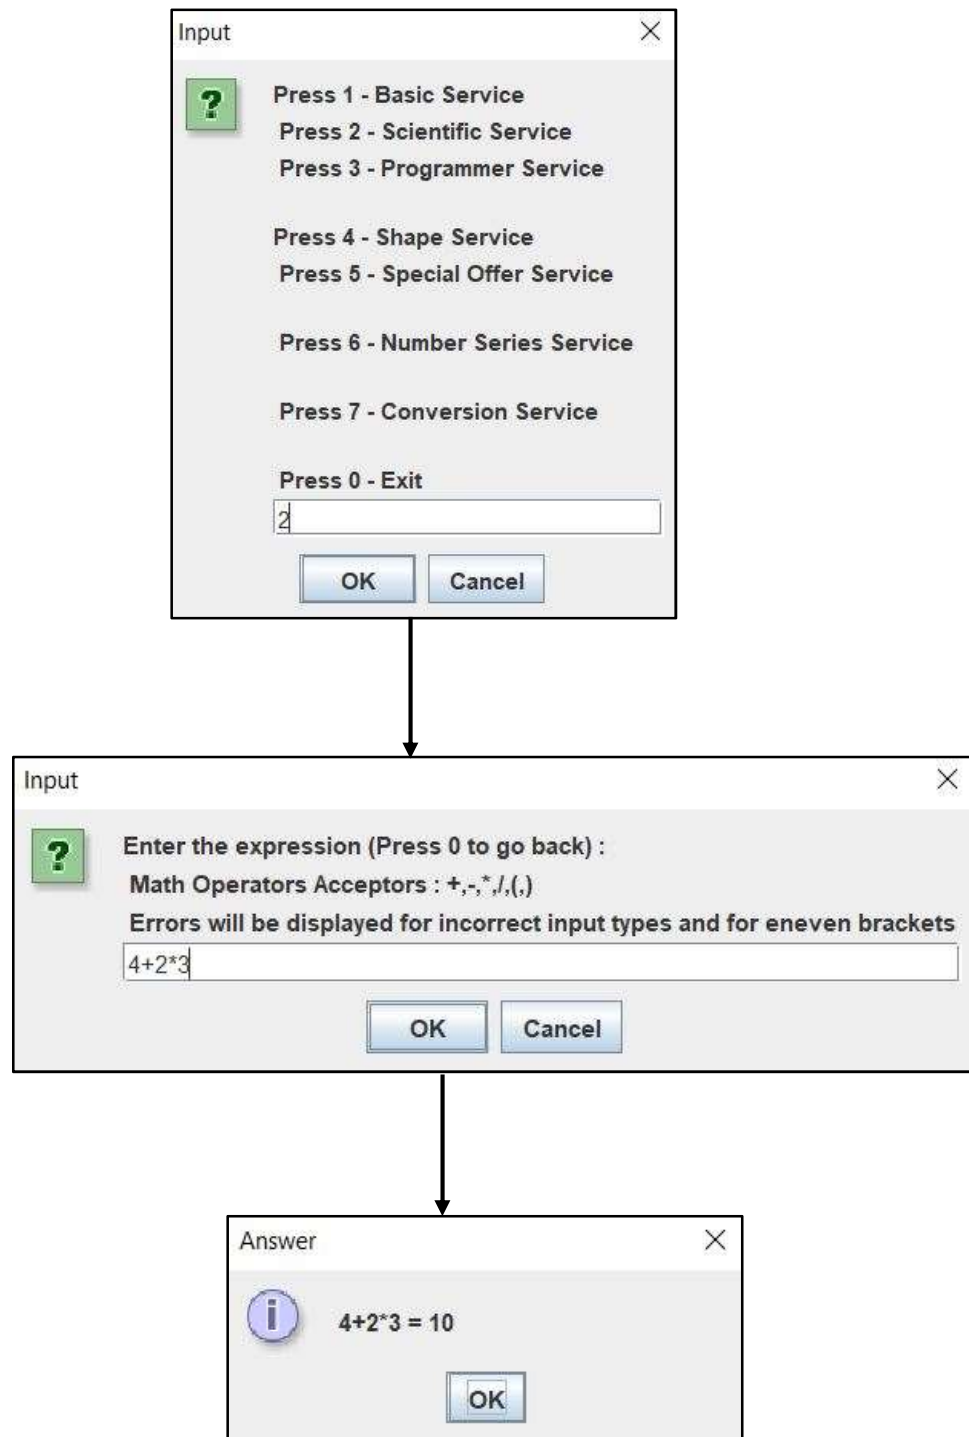 Input
Press 1 - Basic Service
Press 2 - Scientific Service
Press 3 - Programmer Service
Press 4 - Shape Service
Press 5 - Special Offer Service
Press 6 - Number Series Service
Press 7 - Conversion Service
Press 0 - Exit
2
OK Cancel
Input
Enter the expression (Press 0 to go back) :
Math Operators Acceptors : +,-,*,/,(,)
Errors will be displayed for incorrect input types and for eneven brackets
4+2*3
OK Cancel
Answer
4+2*3 = 10
OK